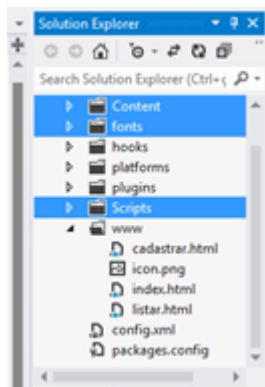 Solution Explorer
Search Solution Explorer (Ctrl+ç
Content
fonts
hooks
platforms
plugins
Scripts
www
cadastrar.html
icon.png
index.html
listar.html
config.xml
packages.config